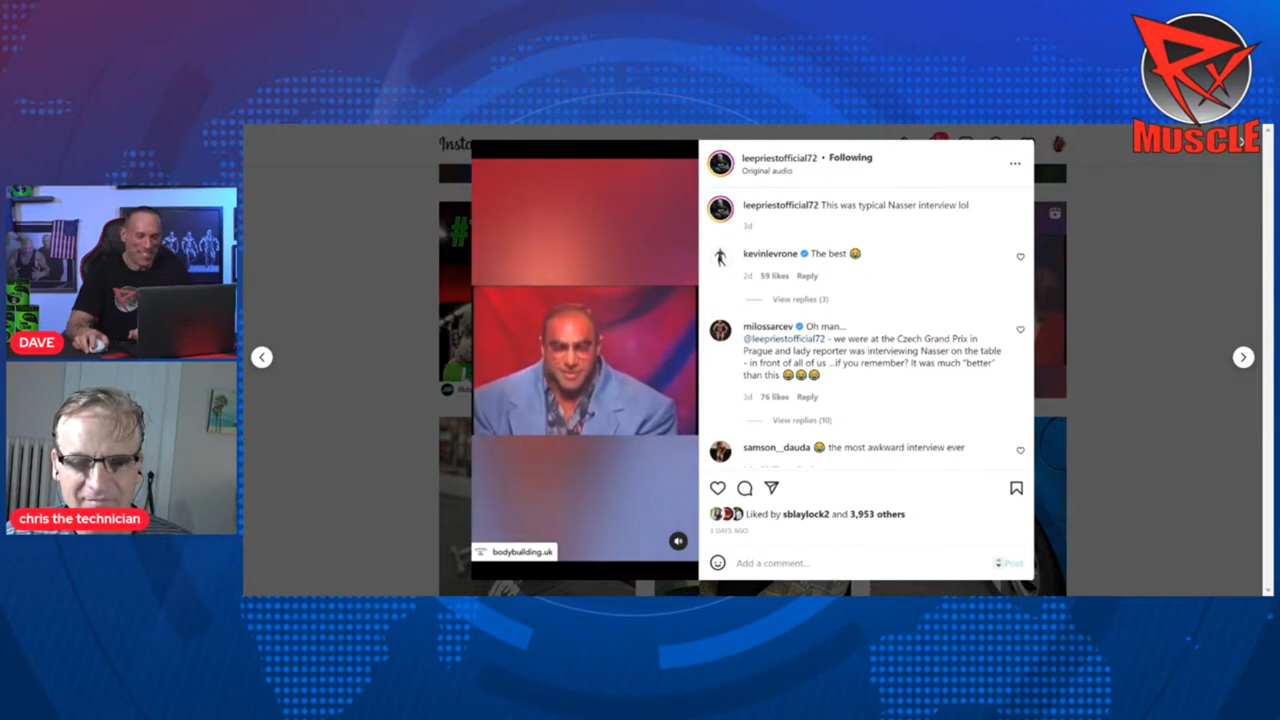 Rx
MUSCLE
Insta
leepriestofficial72 • Following
Original audio
leepriestofficial72 This was typical Nasser interview lol
3d
kevinlevrone The best 😂
2d 59 likes Reply
View replies (3)
milossarcev Oh man...
@leepriestofficial72 - we were at the Czech Grand Prix in
Prague and lady reporter was interviewing Nasser on the table
- in front of all of us ...if you remember? It was much "better"
than this 😂😂😂
3d 76 likes Reply
View replies (10)
samson__dauda 😂 the most awkward interview ever
Liked by sblaylock2 and 3,953 others
3 DAYS AGO
Add a comment...
Post
bodybuilding.uk
DAVE
chris the technician